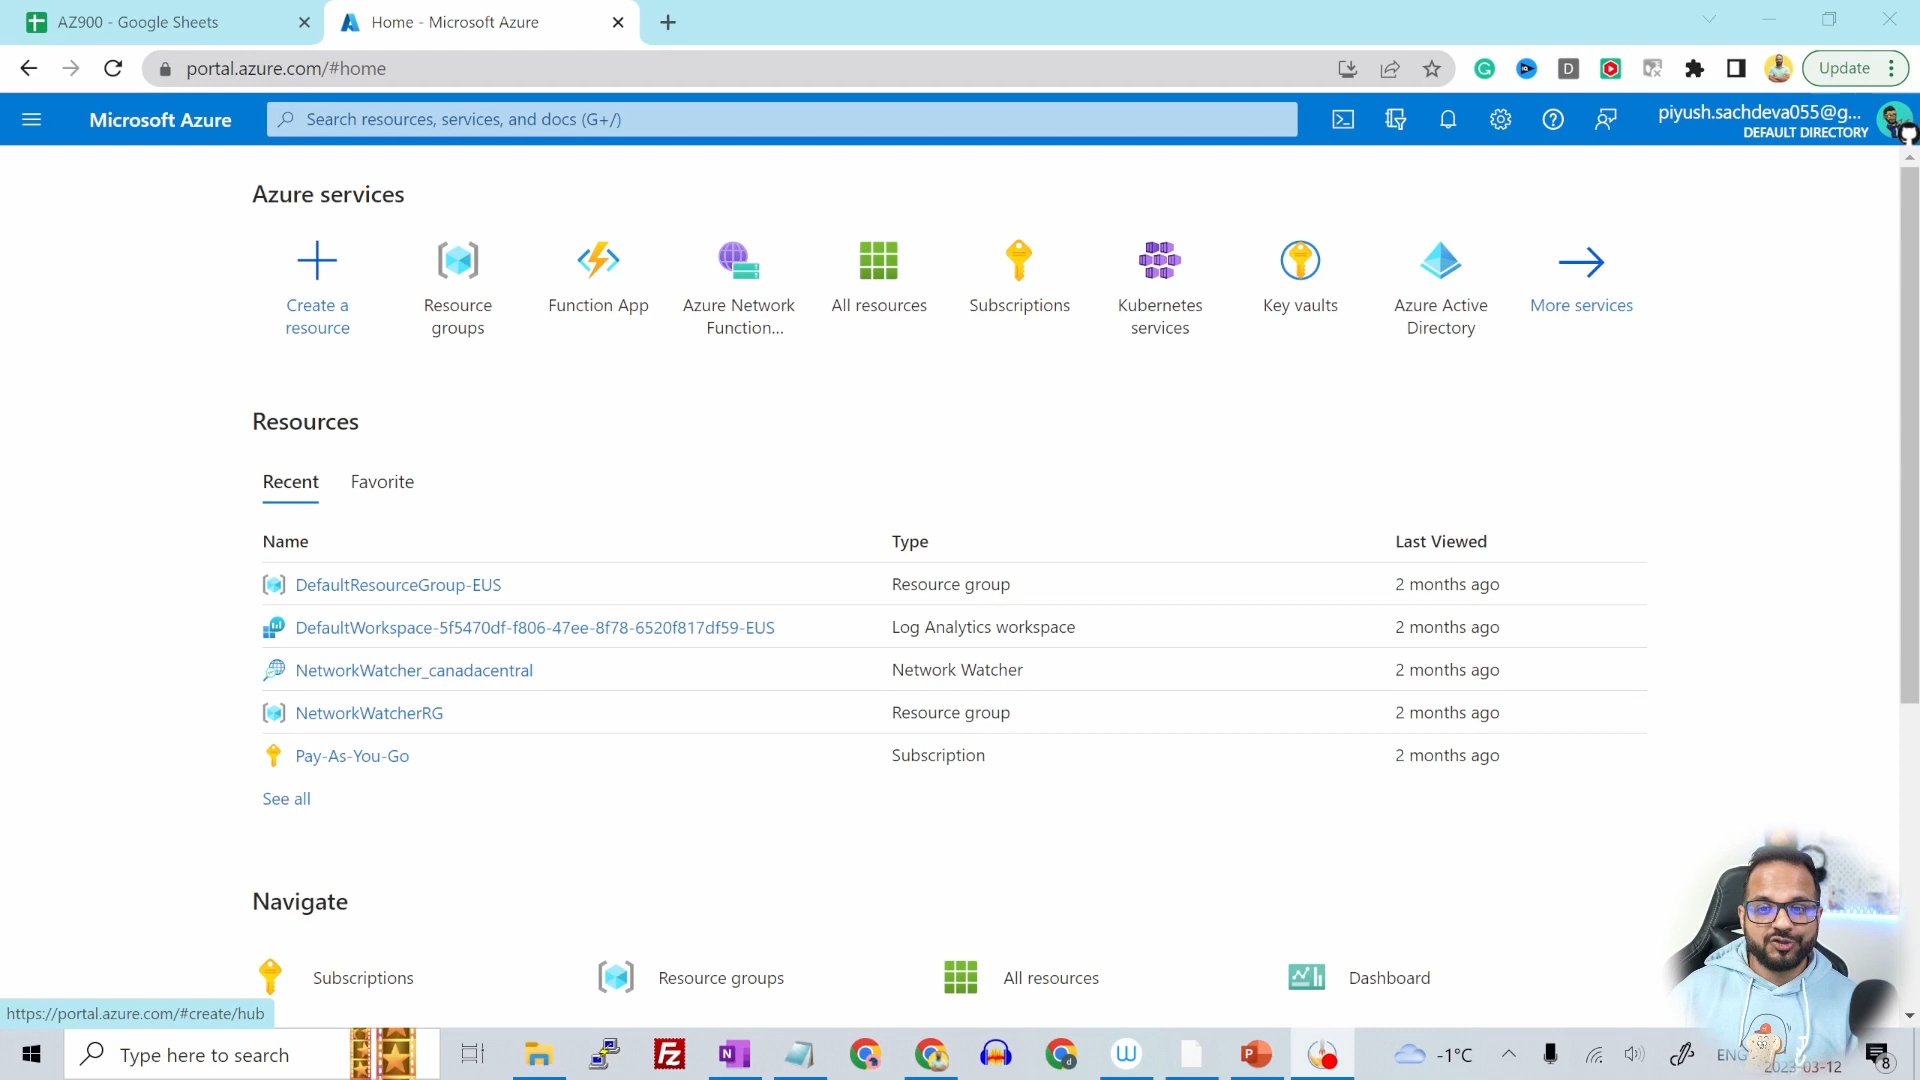 AZ900 - Google Sheets
Home - Microsoft Azure
portal.azure.com/#home
Update
Microsoft Azure
Search resources, services, and docs (G+/)
piyush.sachdeva055@g...
DEFAULT DIRECTORY
Azure services
Create a resource
Resource groups
Function App
Azure Network Function...
All resources
Subscriptions
Kubernetes services
Key vaults
Azure Active Directory
More services
Resources
Recent Favorite
Name Type Last Viewed
DefaultResourceGroup-EUS Resource group 2 months ago
DefaultWorkspace-5f5470df-f806-47ee-8f78-6520f817df59-EUS Log Analytics workspace 2 months ago
NetworkWatcher_canadacentral Network Watcher 2 months ago
NetworkWatcherRG Resource group 2 months ago
Pay-As-You-Go Subscription 2 months ago
See all
Navigate
Subscriptions Resource groups All resources Dashboard
https://portal.azure.com/#create/hub
Type here to search
-1°C
ENG
2023-03-12
8